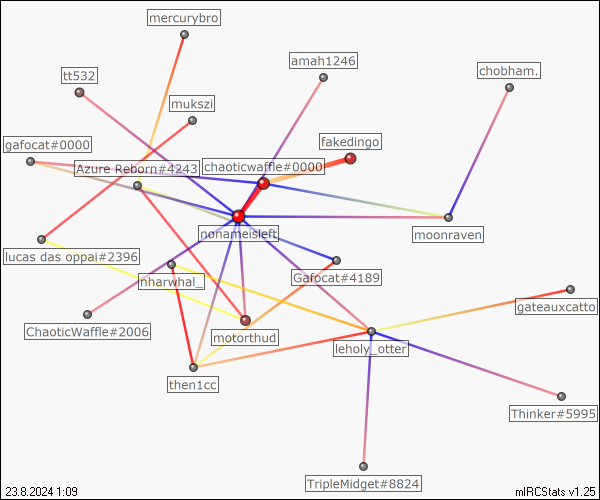 mercurybro
amah1246
chobham.
tt532
mukszi
fakedingo
gafocat#0000
Azure Reborn#4243
chaoticwaffle#0000
nonameisleft
moonraven
lucas das oppai#2396
nharwhal_
Gafocat#4189
gateauxcatto
ChaoticWaffle#2006
motorthud
leholy_otter
then1cc
Thinker#5995
TripleMidget#8824
23.8.2024 1:09
mIRCStats v1.25